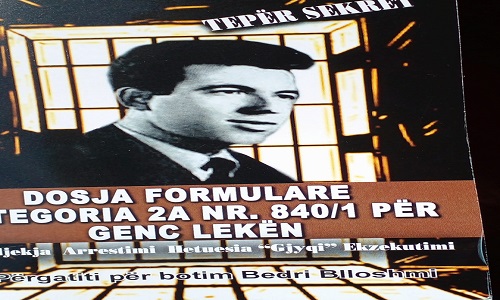 TEPËR SEKRET
DOSJA FORMULARE
TEGORIA 2A NR. 840/1 PËR
GENC LEKËN
djekja Arrestimi Hetuesia "Gjyqi" Ekzekutimi
Përgatiti për botim Bedri Blloshmi